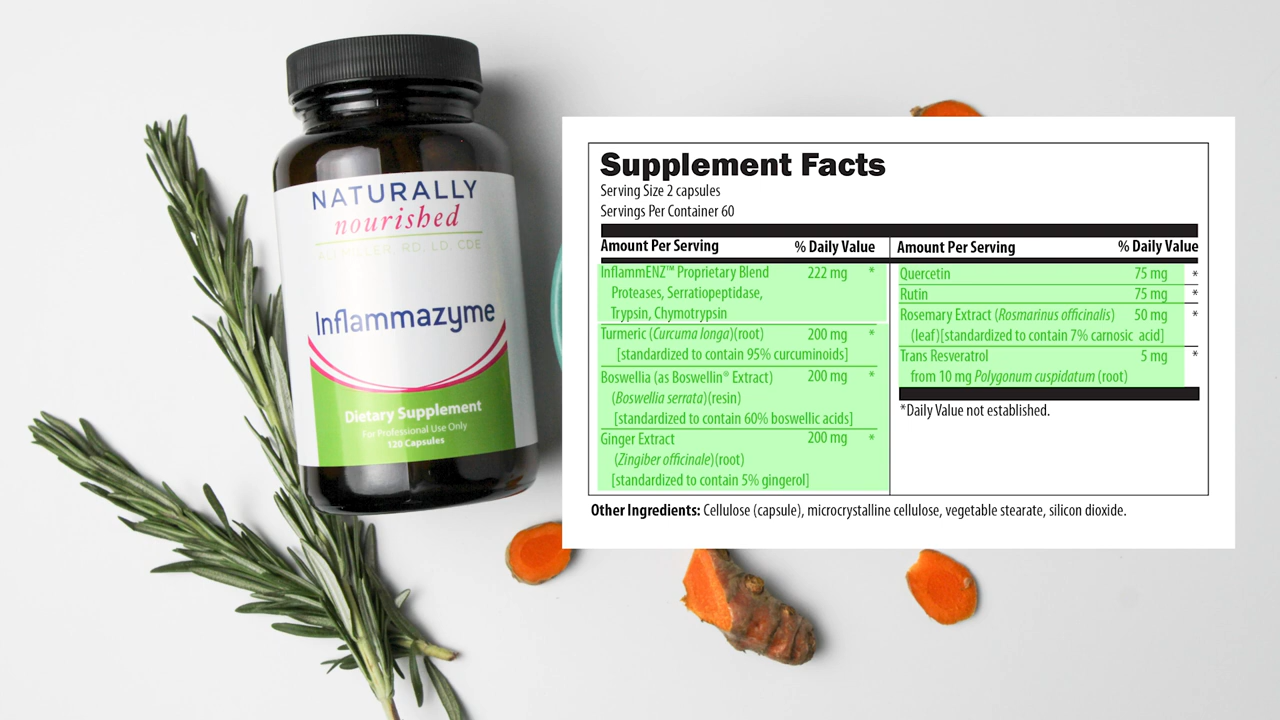 NATURALLY
nourished
ALI MILLER, RD, LD, CDE
Inflammazyme
Dietary Supplement
For Professional Use Only
120 Capsules
Supplement Facts
Serving Size 2 capsules
Servings Per Container 60
Amount Per Serving % Daily Value
InflammENZ™ Proprietary Blend 222 mg *
Proteases, Serratiopeptidase,
Trypsin, Chymotrypsin
Turmeric (Curcuma longa)(root) 200 mg *
[standardized to contain 95% curcuminoids]
Boswellia (as Boswellin® Extract) 200 mg *
(Boswellia serrata)(resin)
[standardized to contain 60% boswellic acids]
Ginger Extract 200 mg *
(Zingiber officinale)(root)
[standardized to contain 5% gingerol]
Amount Per Serving % Daily Value
Quercetin 75 mg *
Rutin 75 mg *
Rosemary Extract (Rosmarinus officinalis) 50 mg *
(leaf)[standardized to contain 7% carnosic acid]
Trans Resveratrol 5 mg *
from 10 mg Polygonum cuspidatum (root)
*Daily Value not established.
Other Ingredients: Cellulose (capsule), microcrystalline cellulose, vegetable stearate, silicon dioxide.